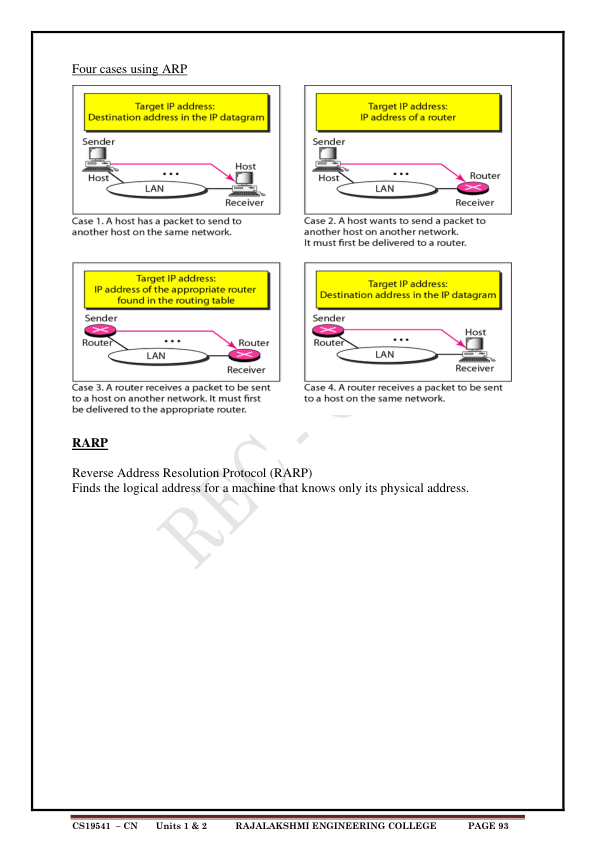 Four cases using ARP
Target IP address:
Destination address in the IP datagram
Sender
Host
Host
LAN
Receiver
Case 1. A host has a packet to send to
another host on the same network.
Target IP address:
IP address of a router
Sender
Host
Router
LAN
Receiver
Case 2. A host wants to send a packet to
another host on another network.
It must first be delivered to a router.
Target IP address:
IP address of the appropriate router
found in the routing table
Sender
Router
Router
LAN
Receiver
Case 3. A router receives a packet to be sent
to a host on another network. It must first
be delivered to the appropriate router.
Target IP address:
Destination address in the IP datagram
Sender
Host
Router
LAN
Receiver
Case 4. A router receives a packet to be sent
to a host on the same network.
RARP
Reverse Address Resolution Protocol (RARP)
Finds the logical address for a machine that knows only its physical address.
REC -
CS19541 – CN Units 1 & 2 RAJALAKSHMI ENGINEERING COLLEGE PAGE 93